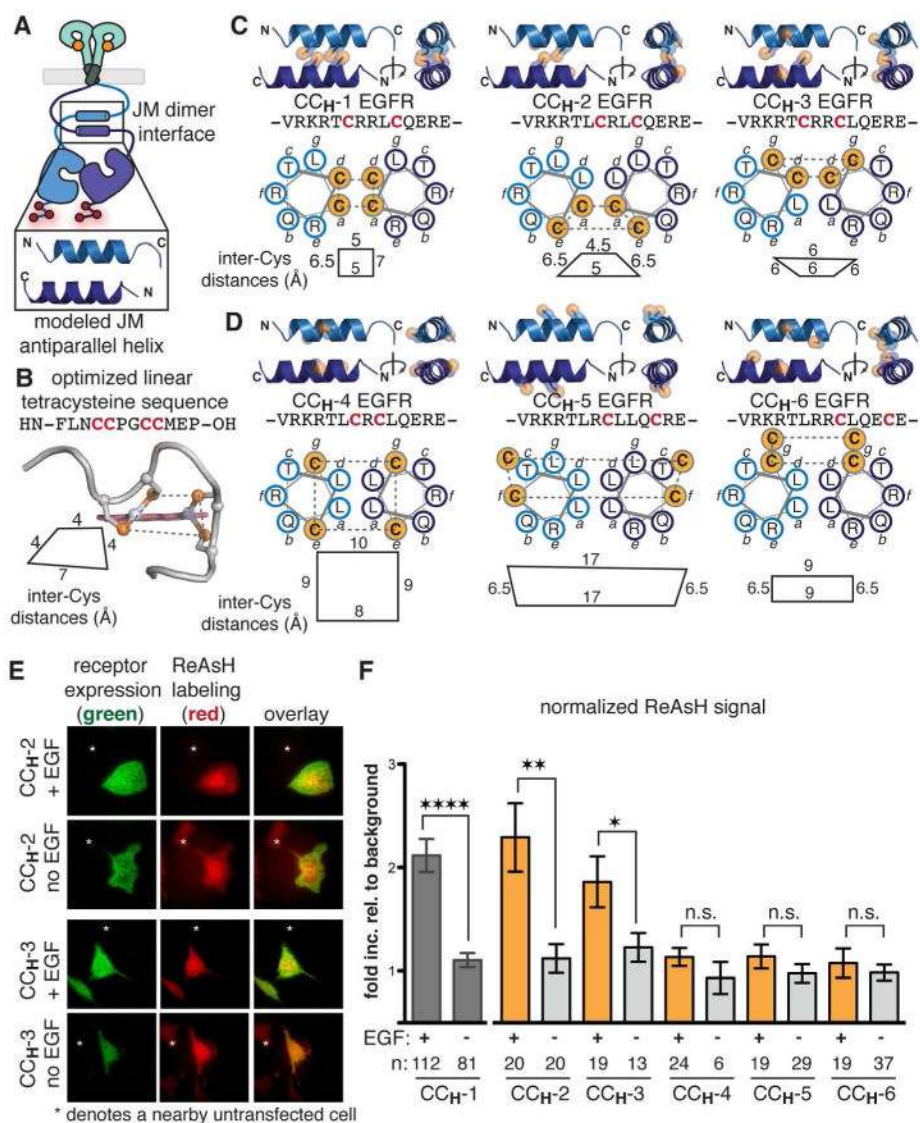 A
JM dimer
interface
N
C
C
N
modeled JM
antiparallel helix
B
optimized linear
tetracysteine sequence
HN-FLNCCPGCCMEP-OH
4
4
4
7
inter-Cys
distances (Å)
C
N
C
C
N
CCH-1 EGFR
–VRKRTCRRLCQERE–
c g d d g c
T L C C L T
f R R f
Q R C C R Q
b e a a e b
5
6.5 5 7
inter-Cys
distances (Å)
N
C
C
N
CCH-2 EGFR
–VRKRTLCRLCQERE–
c g d d g c
T L L L L T
f R R f
Q C C C C Q
b e a a e b
4.5
6.5 5 6.5
N
C
C
N
CCH-3 EGFR
–VRKRTCRRCLQERE–
c g d d g c
T C C C C T
f R R f
Q R L L R Q
b e a a e b
6
6 6 6
D
N
C
C
N
CCH-4 EGFR
–VRKRTLCRCLQERE–
c g d d g c
T C L L C T
f R R f
Q C L L C Q
b e a a e b
10
9 9
8
inter-Cys
distances (Å)
N
C
C
N
CCH-5 EGFR
–VRKRTLRCLLQCRE–
c g d d g c
C T L L L T C
f C C f
Q R L L R Q
b e a a e b
17
6.5 17 6.5
N
C
C
N
CCH-6 EGFR
–VRKRTLRRCLQECE–
g g
C C
c d d c
T C C T
f R L L R f
Q R R Q
b e a a e b
9
9 6.5
E
receptor
expression
(green)
ReAsH
labeling
(red)
overlay
CCH-2
+ EGF
CCH-2
no EGF
CCH-3
+ EGF
CCH-3
no EGF
* denotes a nearby untransfected cell
F
normalized ReAsH signal
fold inc. rel. to background
3
2
1
****
**
*
n.s.
n.s.
n.s.
EGF: + - + - + - + - + - + -
n: 112 81 20 20 19 13 24 6 19 29 19 37
CCH-1 CCH-2 CCH-3 CCH-4 CCH-5 CCH-6